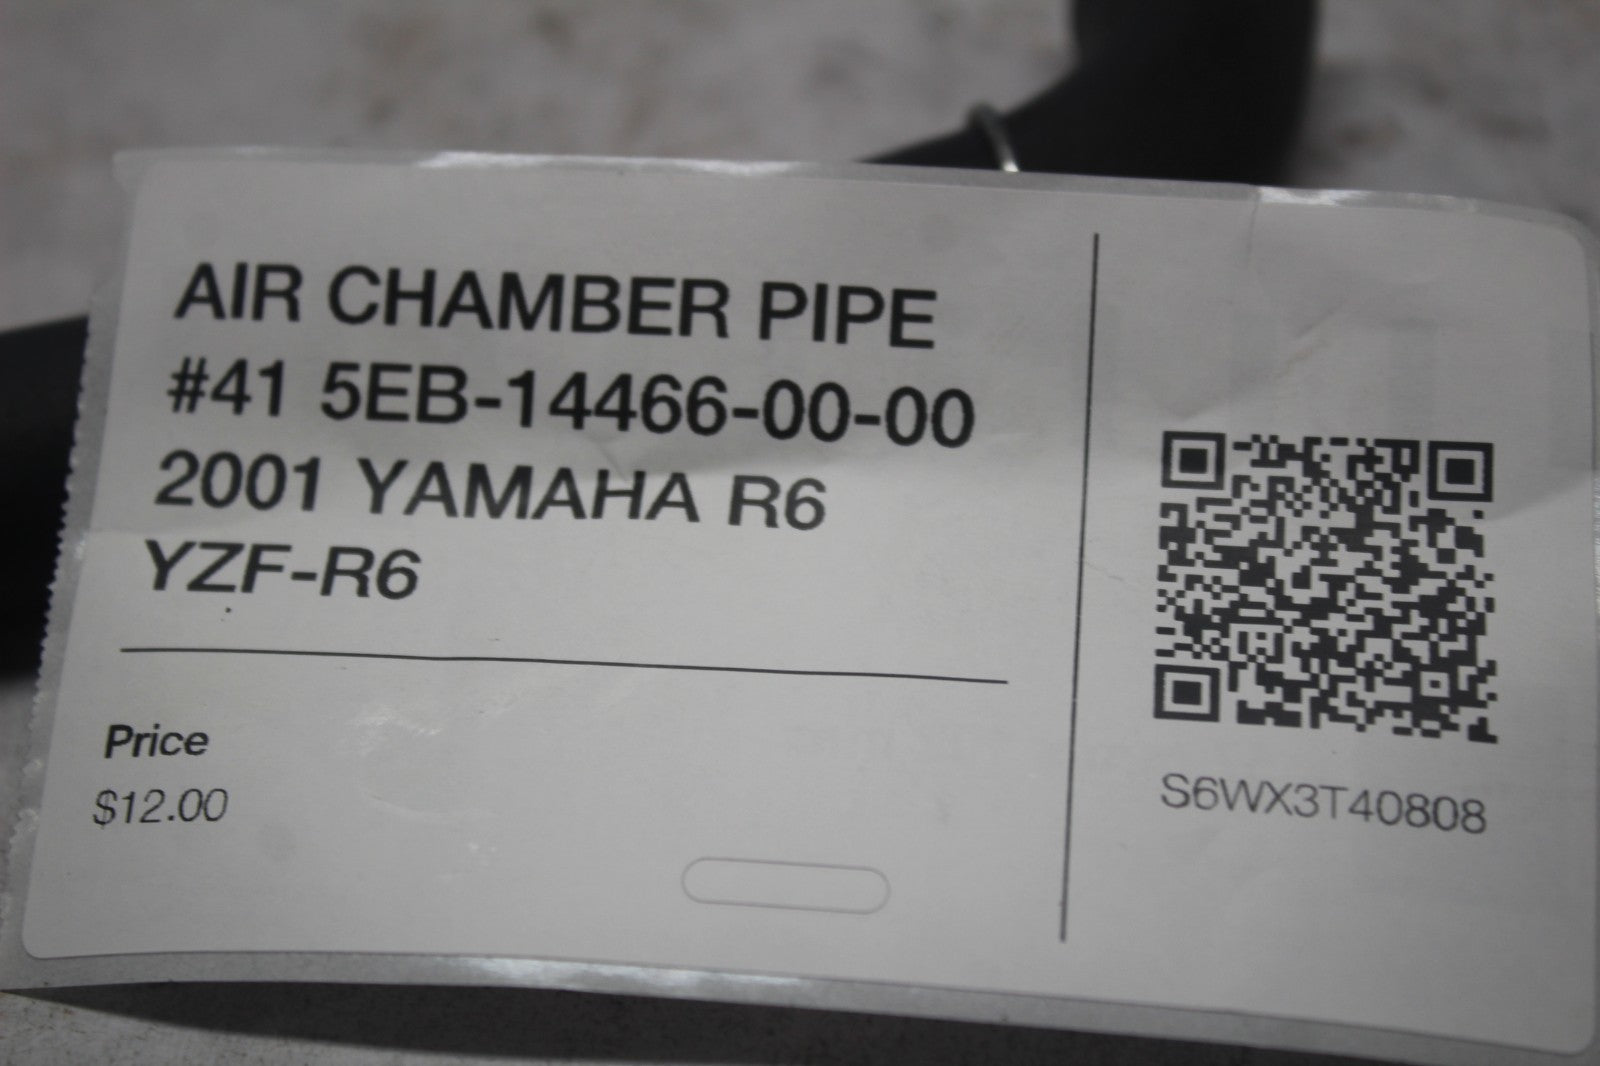 AIR CHAMBER PIPE
#41 5EB-14466-00-00
2001 YAMAHA R6
YZF-R6
Price
$12.00
S6WX3T40808